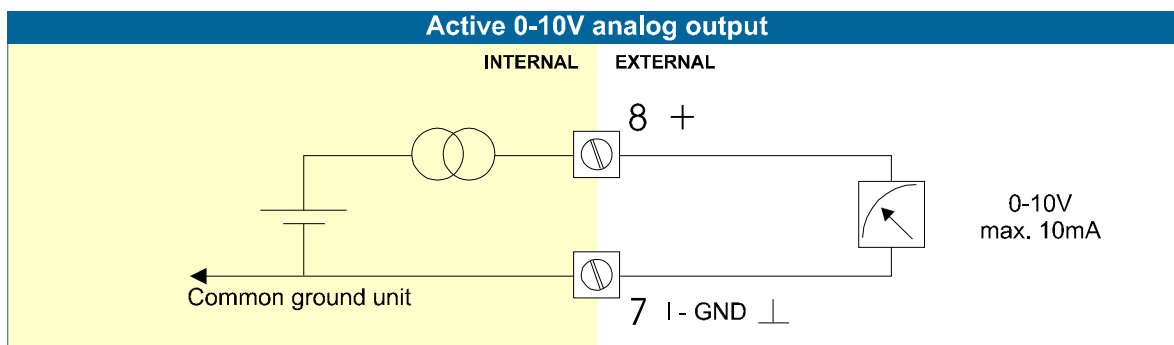 Active 0-10V analog output
INTERNAL EXTERNAL
8 +
0-10V
max. 10mA
Common ground unit
7 I - GND ⊥